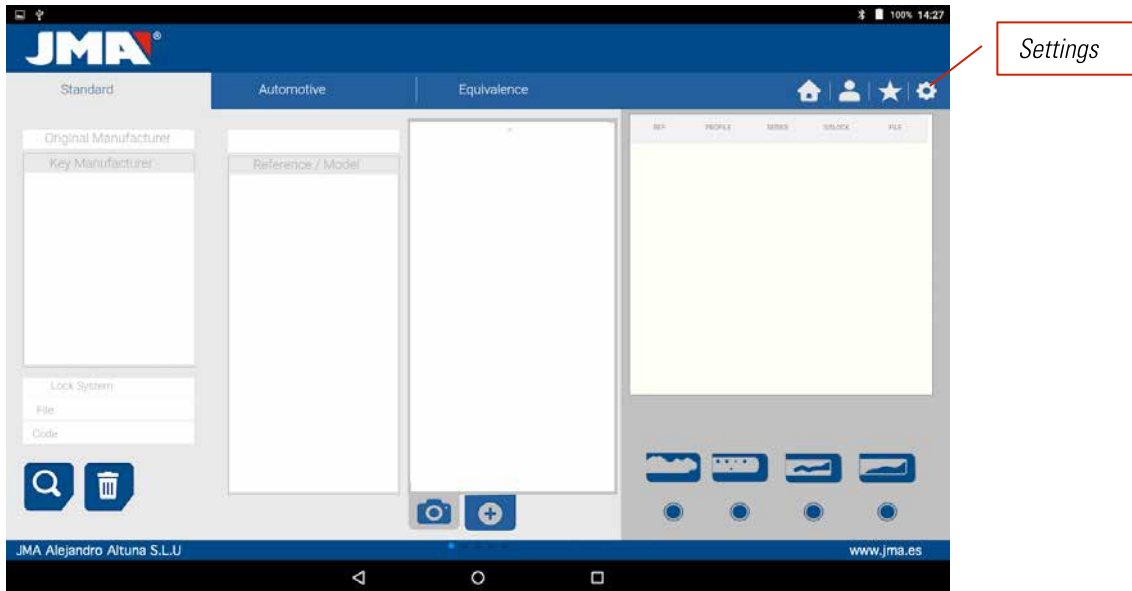 100% 14:27
JMA®
Settings
Standard
Automotive
Equivalence
Original Manufacturer
Key Manufacturer
Reference / Model
REF PROFILE SERIES FILE
Lock System
File
Code
JMA Alejandro Altuna S.L.U
www.jma.es